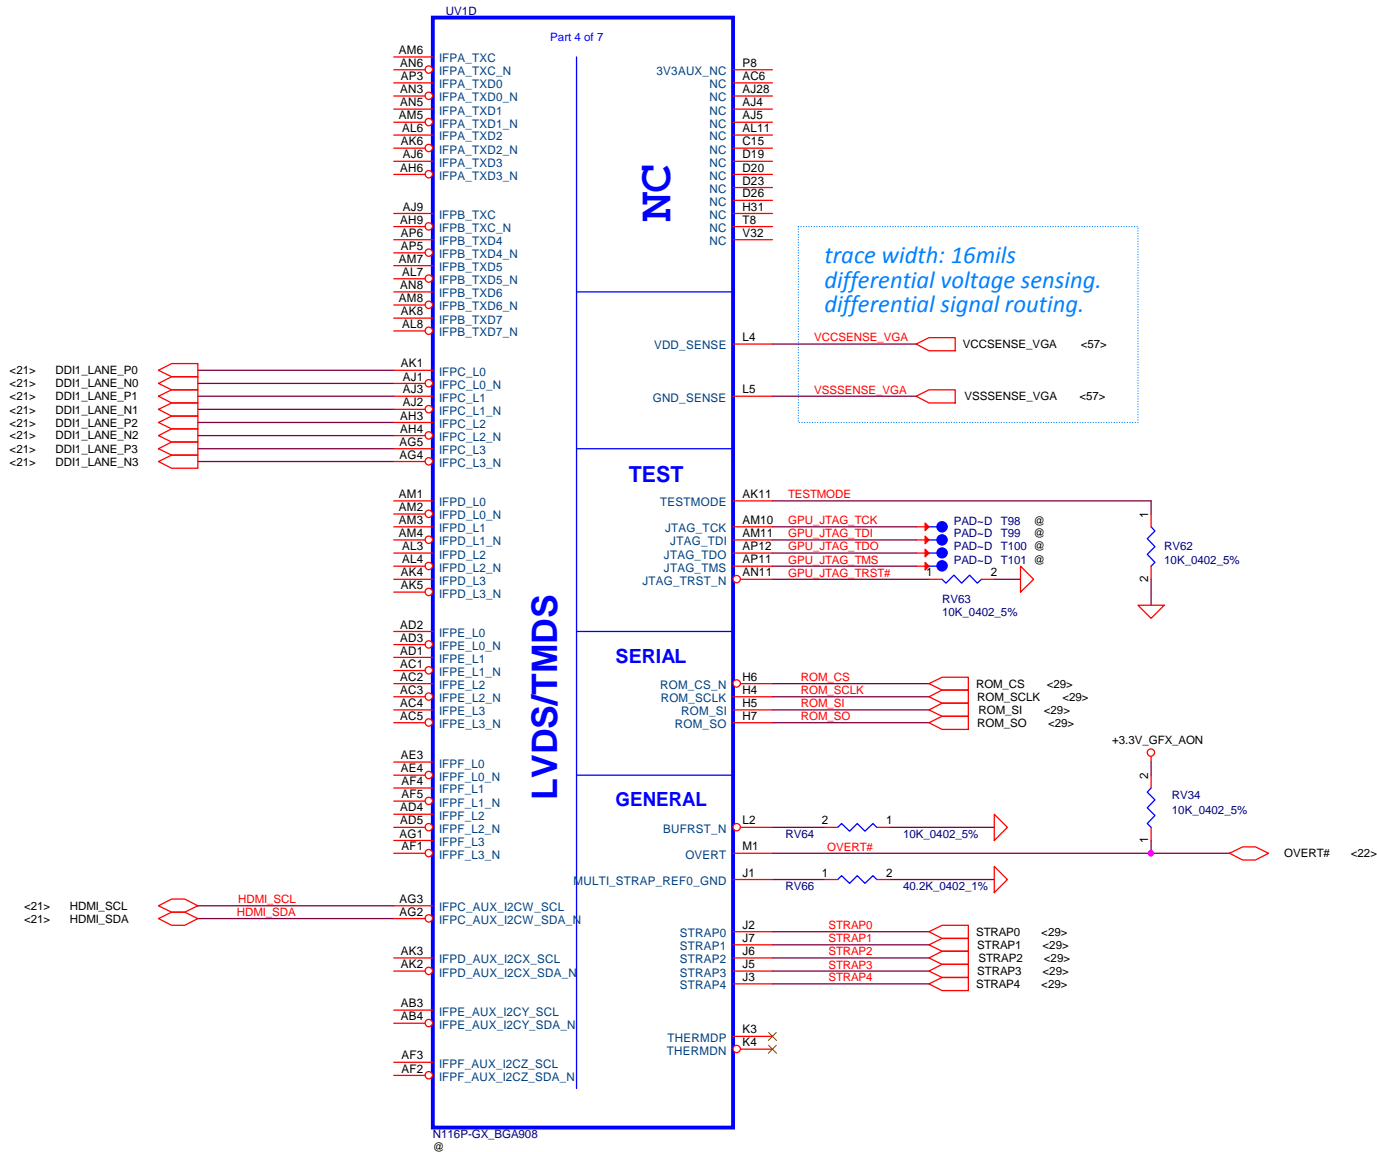 UV1D
Part 4 of 7
AM6 IFPA_TXC
AN6 IFPA_TXC_N
AP3 IFPA_TXD0
AN3 IFPA_TXD0_N
AN5 IFPA_TXD1
AM5 IFPA_TXD1_N
AL6 IFPA_TXD2
AK6 IFPA_TXD2_N
AJ6 IFPA_TXD3
AH6 IFPA_TXD3_N
AJ9 IFPB_TXC
AH9 IFPB_TXC_N
AP6 IFPB_TXD4
AP5 IFPB_TXD4_N
AM7 IFPB_TXD5
AL7 IFPB_TXD5_N
AN8 IFPB_TXD6
AM8 IFPB_TXD6_N
AK8 IFPB_TXD7
AL8 IFPB_TXD7_N
<21> DDI1_LANE_P0 AK1 IFPC_L0
<21> DDI1_LANE_N0 AJ1 IFPC_L0_N
<21> DDI1_LANE_P1 AJ3 IFPC_L1
<21> DDI1_LANE_N1 AJ2 IFPC_L1_N
<21> DDI1_LANE_P2 AH3 IFPC_L2
<21> DDI1_LANE_N2 AH4 IFPC_L2_N
<21> DDI1_LANE_P3 AG5 IFPC_L3
<21> DDI1_LANE_N3 AG4 IFPC_L3_N
AM1 IFPD_L0
AM2 IFPD_L0_N
AM3 IFPD_L1
AM4 IFPD_L1_N
AL3 IFPD_L2
AL4 IFPD_L2_N
AK4 IFPD_L3
AK5 IFPD_L3_N
AD2 IFPE_L0
AD3 IFPE_L0_N
AD1 IFPE_L1
AC1 IFPE_L1_N
AC2 IFPE_L2
AC3 IFPE_L2_N
AC4 IFPE_L3
AC5 IFPE_L3_N
AE3 IFPF_L0
AE4 IFPF_L0_N
AF4 IFPF_L1
AF5 IFPF_L1_N
AD4 IFPF_L2
AD5 IFPF_L2_N
AG1 IFPF_L3
AF1 IFPF_L3_N
<21> HDMI_SCL HDMI_SCL AG3 IFPC_AUX_I2CW_SCL
<21> HDMI_SDA HDMI_SDA AG2 IFPC_AUX_I2CW_SDA_N
AK3 IFPD_AUX_I2CX_SCL
AK2 IFPD_AUX_I2CX_SDA_N
AB3 IFPE_AUX_I2CY_SCL
AB4 IFPE_AUX_I2CY_SDA_N
AF3 IFPF_AUX_I2CZ_SCL
AF2 IFPF_AUX_I2CZ_SDA_N
LVDS/TMDS
NC
3V3AUX_NC P8
NC AC6
NC AJ28
NC AJ4
NC AJ5
NC AL11
NC C15
NC D19
NC D20
NC D23
NC D26
NC H31
NC T8
NC V32
trace width: 16mils
differential voltage sensing.
differential signal routing.
VDD_SENSE L4 VCCSENSE_VGA VCCSENSE_VGA <57>
GND_SENSE L5 VSSSENSE_VGA VSSSENSE_VGA <57>
TEST
TESTMODE AK11 TESTMODE
JTAG_TCK AM10 GPU_JTAG_TCK PAD~D T98 @
JTAG_TDI AM11 GPU_JTAG_TDI PAD~D T99 @
JTAG_TDO AP12 GPU_JTAG_TDO PAD~D T100 @
JTAG_TMS AP11 GPU_JTAG_TMS PAD~D T101 @
JTAG_TRST_N AN11 GPU_JTAG_TRST# 1 2
RV63
10K_0402_5%
1
RV62
10K_0402_5%
2
SERIAL
ROM_CS_N H6 ROM_CS ROM_CS <29>
ROM_SCLK H4 ROM_SCLK ROM_SCLK <29>
ROM_SI H5 ROM_SI ROM_SI <29>
ROM_SO H7 ROM_SO ROM_SO <29>
+3.3V_GFX_AON
2
RV34
10K_0402_5%
1
GENERAL
BUFRST_N L2 RV64 2 1 10K_0402_5%
OVERT M1 OVERT# OVERT# <22>
MULTI_STRAP_REF0_GND J1 RV66 1 2 40.2K_0402_1%
STRAP0 J2 STRAP0 STRAP0 <29>
STRAP1 J7 STRAP1 STRAP1 <29>
STRAP2 J6 STRAP2 STRAP2 <29>
STRAP3 J5 STRAP3 STRAP3 <29>
STRAP4 J3 STRAP4 STRAP4 <29>
THERMDP K3
THERMDN K4
N116P-GX_BGA908
@